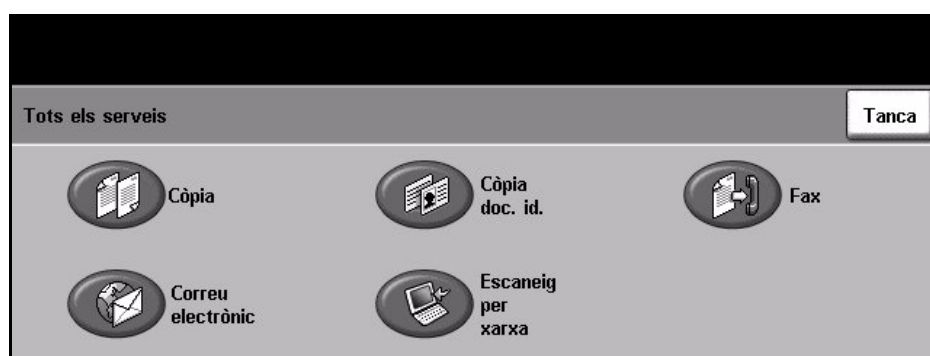 Tots els serveis
Tanca
Còpia
Còpia
doc. id.
Fax
Correu
electrònic
Escaneig
per
xarxa